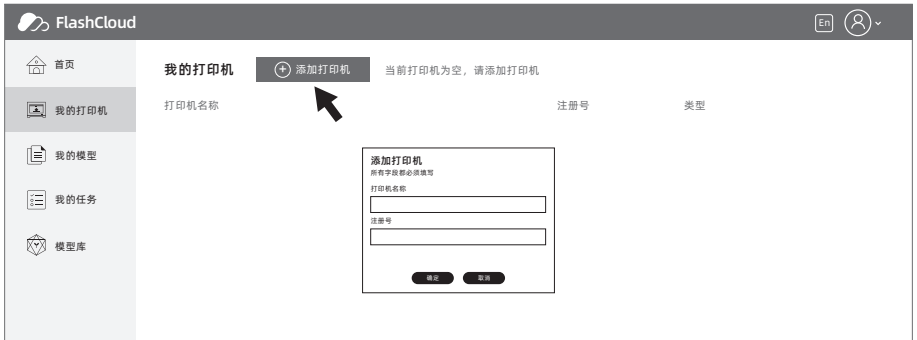 FlashCloud
En
首页
我的打印机
我的模型
我的任务
模型库
我的打印机
添加打印机
当前打印机为空，请添加打印机
打印机名称
注册号
类型
添加打印机
所有字段都必须填写
打印机名称
注册号
确定
取消